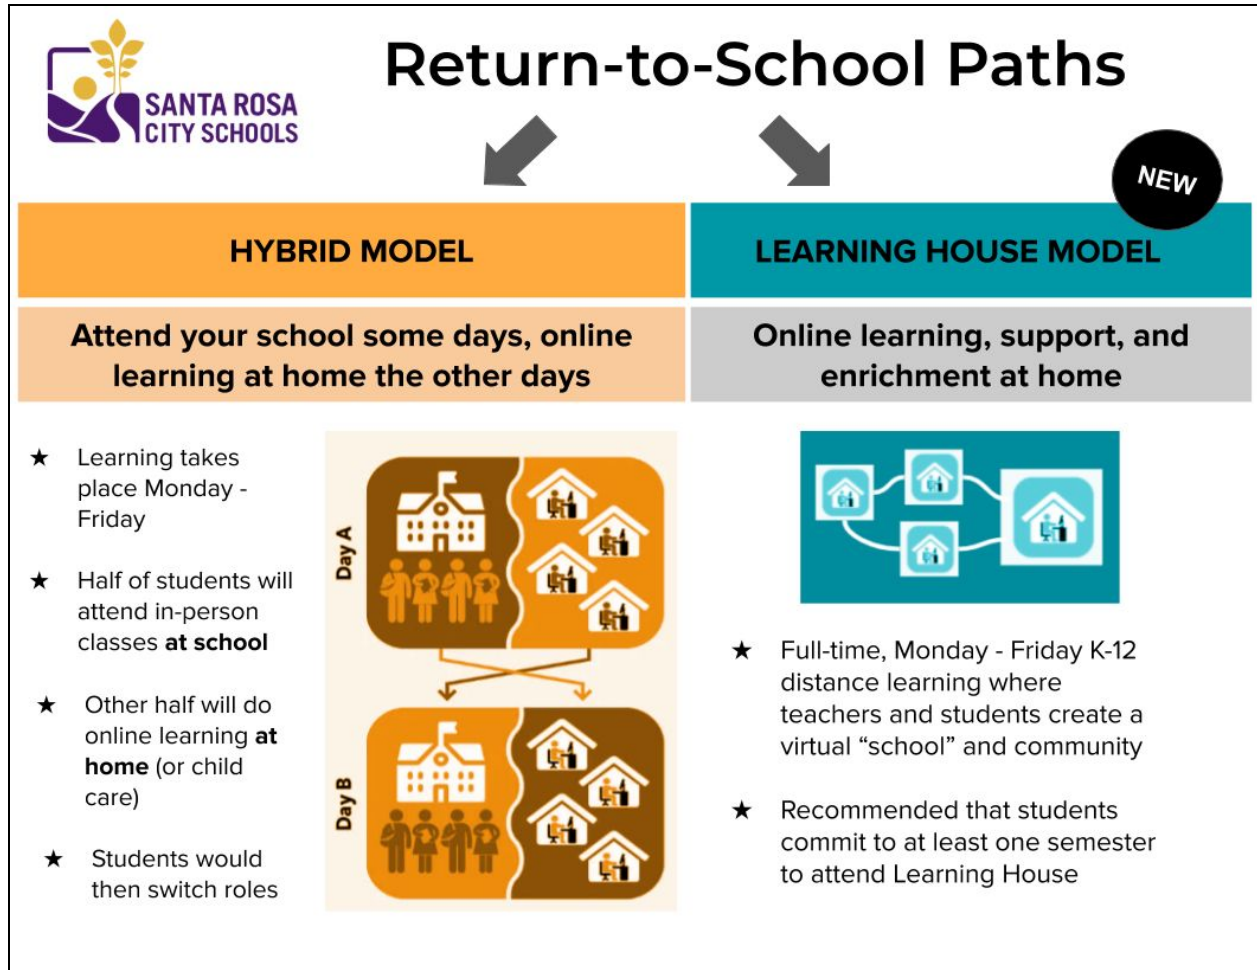 SANTA ROSA
CITY SCHOOLS
Return-to-School Paths
NEW
HYBRID MODEL
Attend your school some days, online
learning at home the other days
★ Learning takes
place Monday -
Friday
★ Half of students will
attend in-person
classes at school
★ Other half will do
online learning at
home (or child
care)
★ Students would
then switch roles
Day A
Day B
LEARNING HOUSE MODEL
Online learning, support, and
enrichment at home
★ Full-time, Monday - Friday K-12
distance learning where
teachers and students create a
virtual “school” and community
★ Recommended that students
commit to at least one semester
to attend Learning House